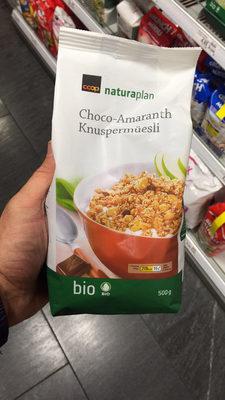 coop naturaplan
Choco-Amaranth
Knuspermüesli
bio
500g